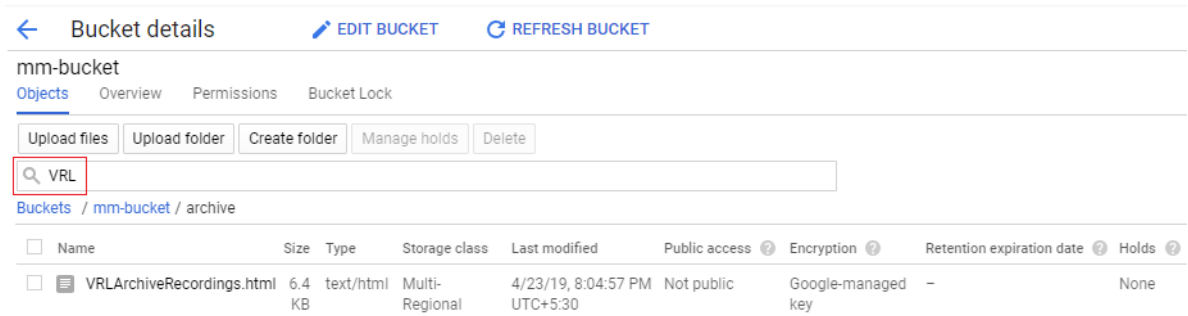 Bucket details EDIT BUCKET REFRESH BUCKET
mm-bucket
Objects Overview Permissions Bucket Lock
Upload files Upload folder Create folder Manage holds Delete
VRL
Buckets / mm-bucket / archive
Name Size Type Storage class Last modified Public access ? Encryption ? Retention expiration date ? Holds ?
VRLArchiveRecordings.html 6.4 text/html Multi- 4/23/19, 8:04:57 PM Not public Google-managed – None
KB Regional UTC+5:30 key